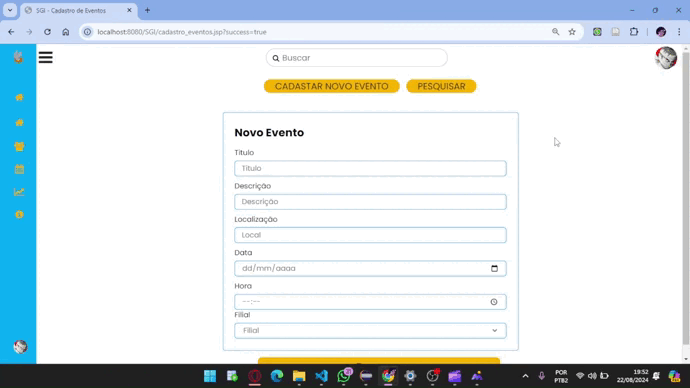 SGI - Cadastro de Eventos
localhost:8080/SGI/cadastro_eventos.jsp?success=true
Buscar
CADASTAR NOVO EVENTO
PESQUISAR
Novo Evento
Título
Título
Descrição
Descrição
Localização
Local
Data
dd/mm/aaaa
Hora
--:--
Filial
Filial
POR
PTB2
19:52
22/08/2024